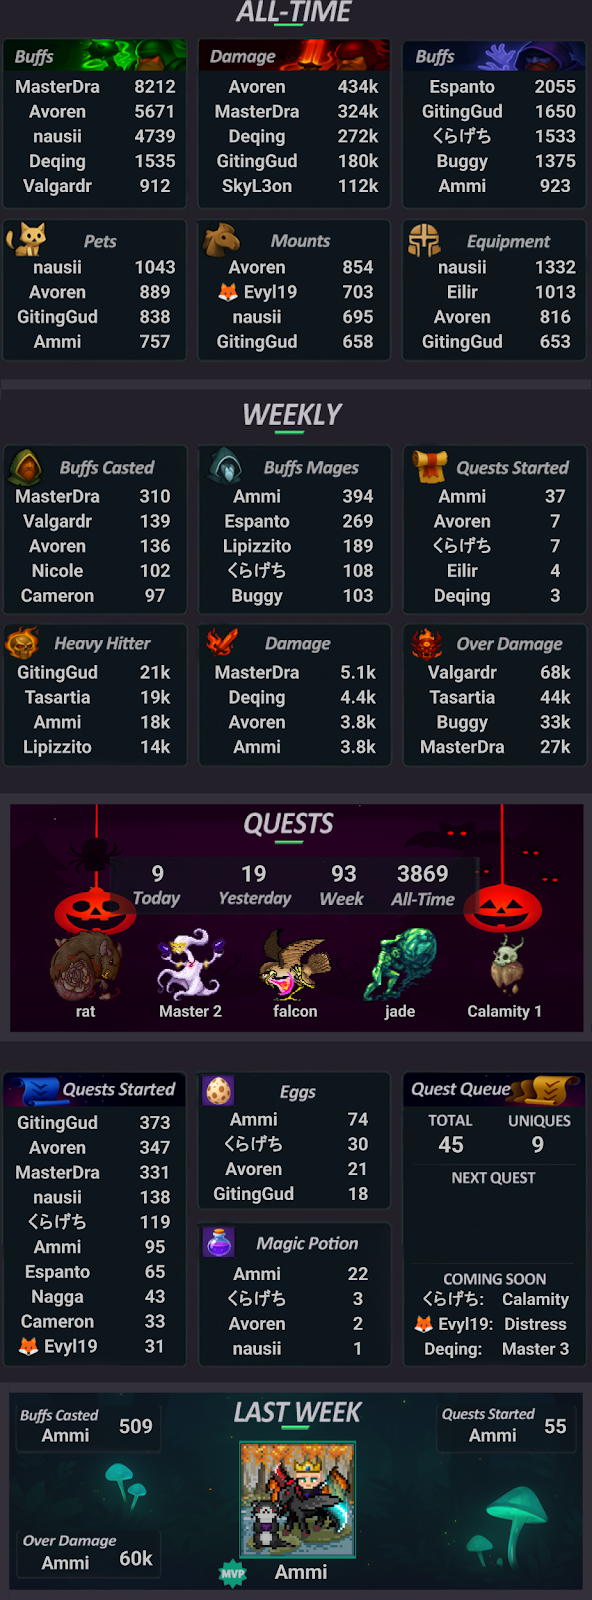 ALL-TIME
Buffs
MasterDra 8212
Avoren 5671
nausii 4739
Deqing 1535
Valgardr 912
Damage
Avoren 434k
MasterDra 324k
Deqing 272k
GitingGud 180k
SkyL3on 112k
Buffs
Espanto 2055
GitingGud 1650
くらげち 1533
Buggy 1375
Ammi 923
Pets
nausii 1043
Avoren 889
GitingGud 838
Ammi 757
Mounts
Avoren 854
🦊 Evyl19 703
nausii 695
GitingGud 658
Equipment
nausii 1332
Eilir 1013
Avoren 816
GitingGud 653
WEEKLY
Buffs Casted
MasterDra 310
Valgardr 139
Avoren 136
Nicole 102
Cameron 97
Buffs Mages
Ammi 394
Espanto 269
Lipizzito 189
くらげち 108
Buggy 103
Quests Started
Ammi 37
Avoren 7
くらげち 7
Eilir 4
Deqing 3
Heavy Hitter
GitingGud 21k
Tasartia 19k
Ammi 18k
Lipizzito 14k
Damage
MasterDra 5.1k
Deqing 4.4k
Avoren 3.8k
Ammi 3.8k
Over Damage
Valgardr 68k
Tasartia 44k
Buggy 33k
MasterDra 27k
QUESTS
9 19 93 3869
Today Yesterday Week All-Time
rat Master 2 falcon jade Calamity 1
Quests Started
GitingGud 373
Avoren 347
MasterDra 331
nausii 138
くらげち 119
Ammi 95
Espanto 65
Nagga 43
Cameron 33
🦊 Evyl19 31
Eggs
Ammi 74
くらげち 30
Avoren 21
GitingGud 18
Magic Potion
Ammi 22
くらげち 3
Avoren 2
nausii 1
Quest Queue
TOTAL UNIQUES
45 9
NEXT QUEST
COMING SOON
くらげち: Calamity
🦊 Evyl19: Distress
Deqing: Master 3
LAST WEEK
Buffs Casted
Ammi 509
Quests Started
Ammi 55
Over Damage
Ammi 60k
MVP Ammi